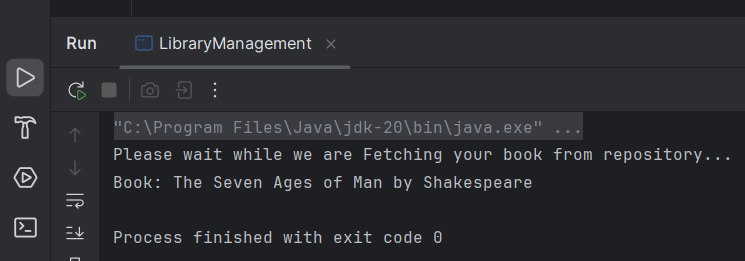 Run LibraryManagement
"C:\Program Files\Java\jdk-20\bin\java.exe" ...
Please wait while we are Fetching your book from repository...
Book: The Seven Ages of Man by Shakespeare
Process finished with exit code 0